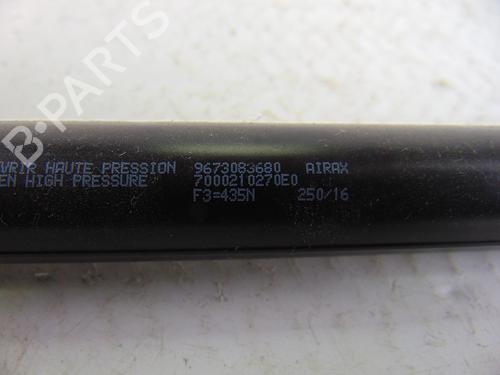 VRIR HAUTE PRESSION 9673083680 AIRAX
EN HIGH PRESSURE 7000210270E0
F3=435N 250/16
B-PARTS